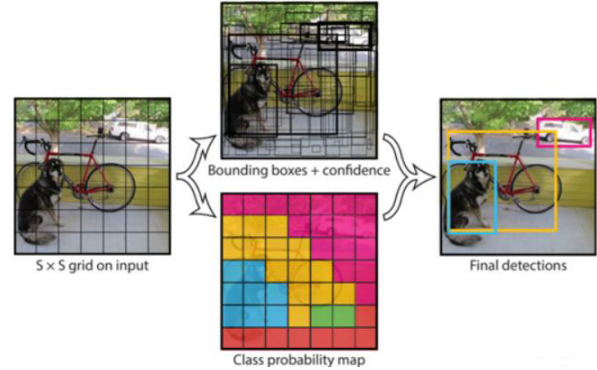 Bounding boxes + confidence
S × S grid on input
Final detections
Class probability map